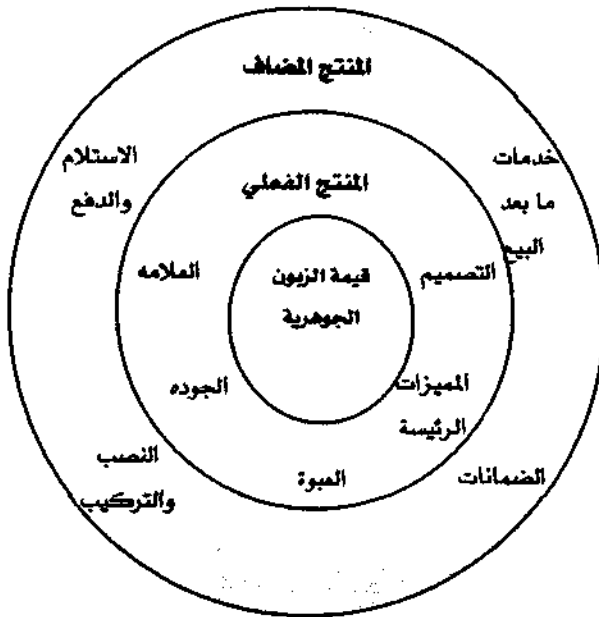 المنتج المضاف
خدمات
ما بعد
البيع
الاستلام
والدفع
المنتج الفعلي
التصميم
العلامه
قيمة الزبون
الجوهرية
المميزات
الرئيسة
الجوده
العبوة
الضمانات
النصب
والتركيب